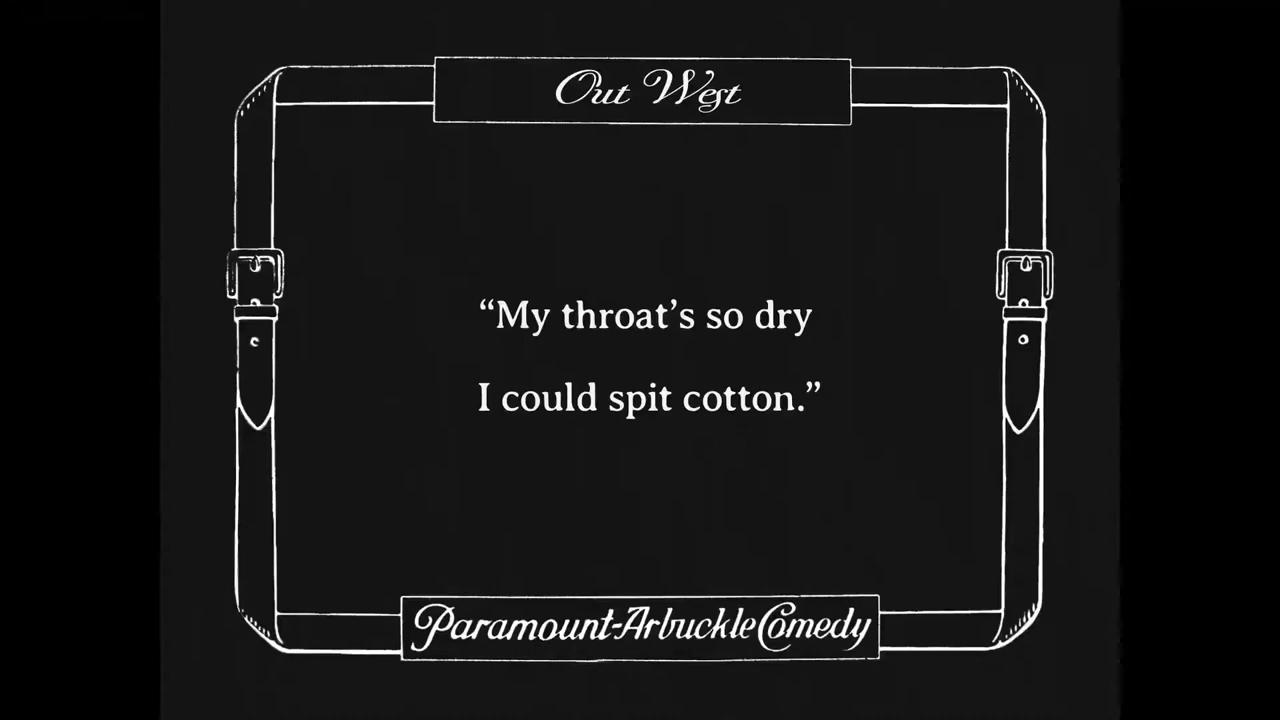 Out West
“My throat’s so dry
I could spit cotton.”
Paramount-Arbuckle Comedy